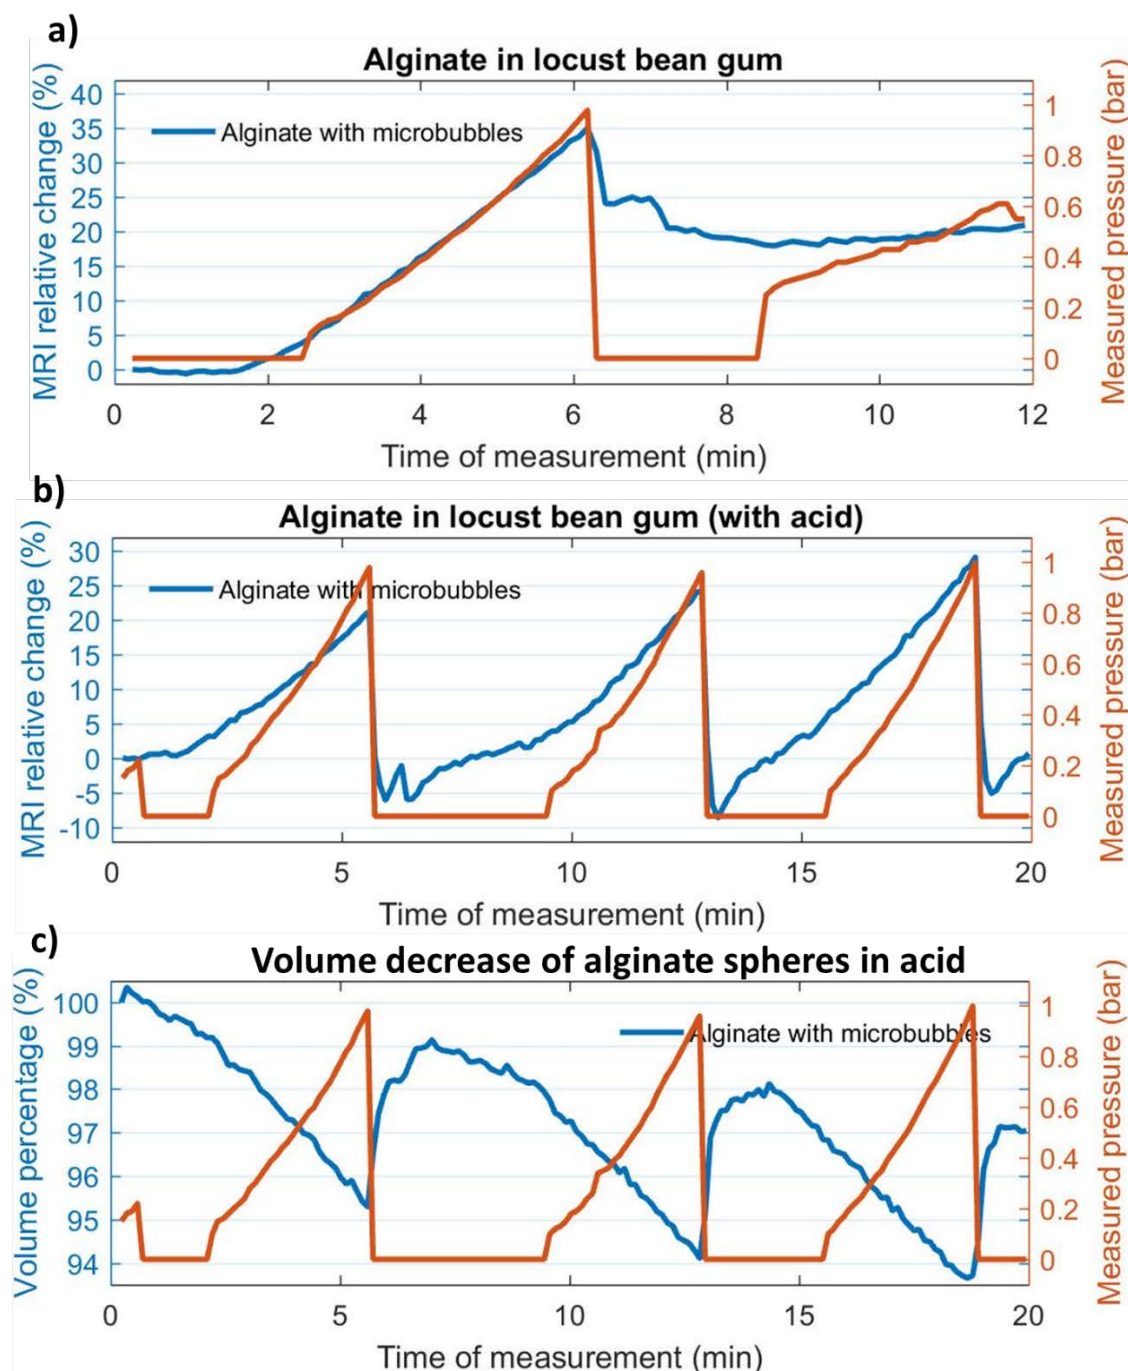 a)
Alginate in locust bean gum
MRI relative change (%)
40
35
30
25
20
15
10
5
0
Alginate with microbubbles
1
0.8
0.6
0.4
0.2
0
Measured pressure (bar)
0 2 4 6 8 10 12
Time of measurement (min)
b)
Alginate in locust bean gum (with acid)
MRI relative change (%)
30
25
20
15
10
5
0
-5
-10
Alginate with microbubbles
1
0.8
0.6
0.4
0.2
0
Measured pressure (bar)
0 5 10 15 20
Time of measurement (min)
c)
Volume decrease of alginate spheres in acid
Volume percentage (%)
100
99
98
97
96
95
94
Alginate with microbubbles
1
0.8
0.6
0.4
0.2
0
Measured pressure (bar)
0 5 10 15 20
Time of measurement (min)